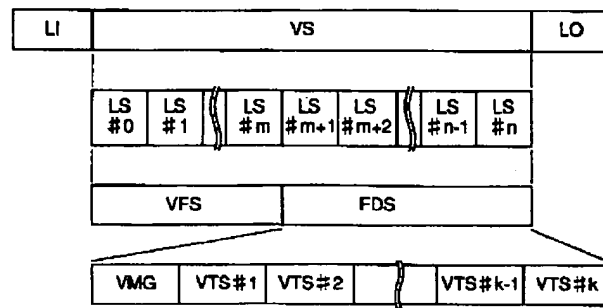 LI VS LO
LS LS LS LS LS LS LS
#0 #1 #m #m+1 #m+2 #n-1 #n
VFS FDS
VMG VTS#1 VTS#2 VTS#k-1 VTS#k